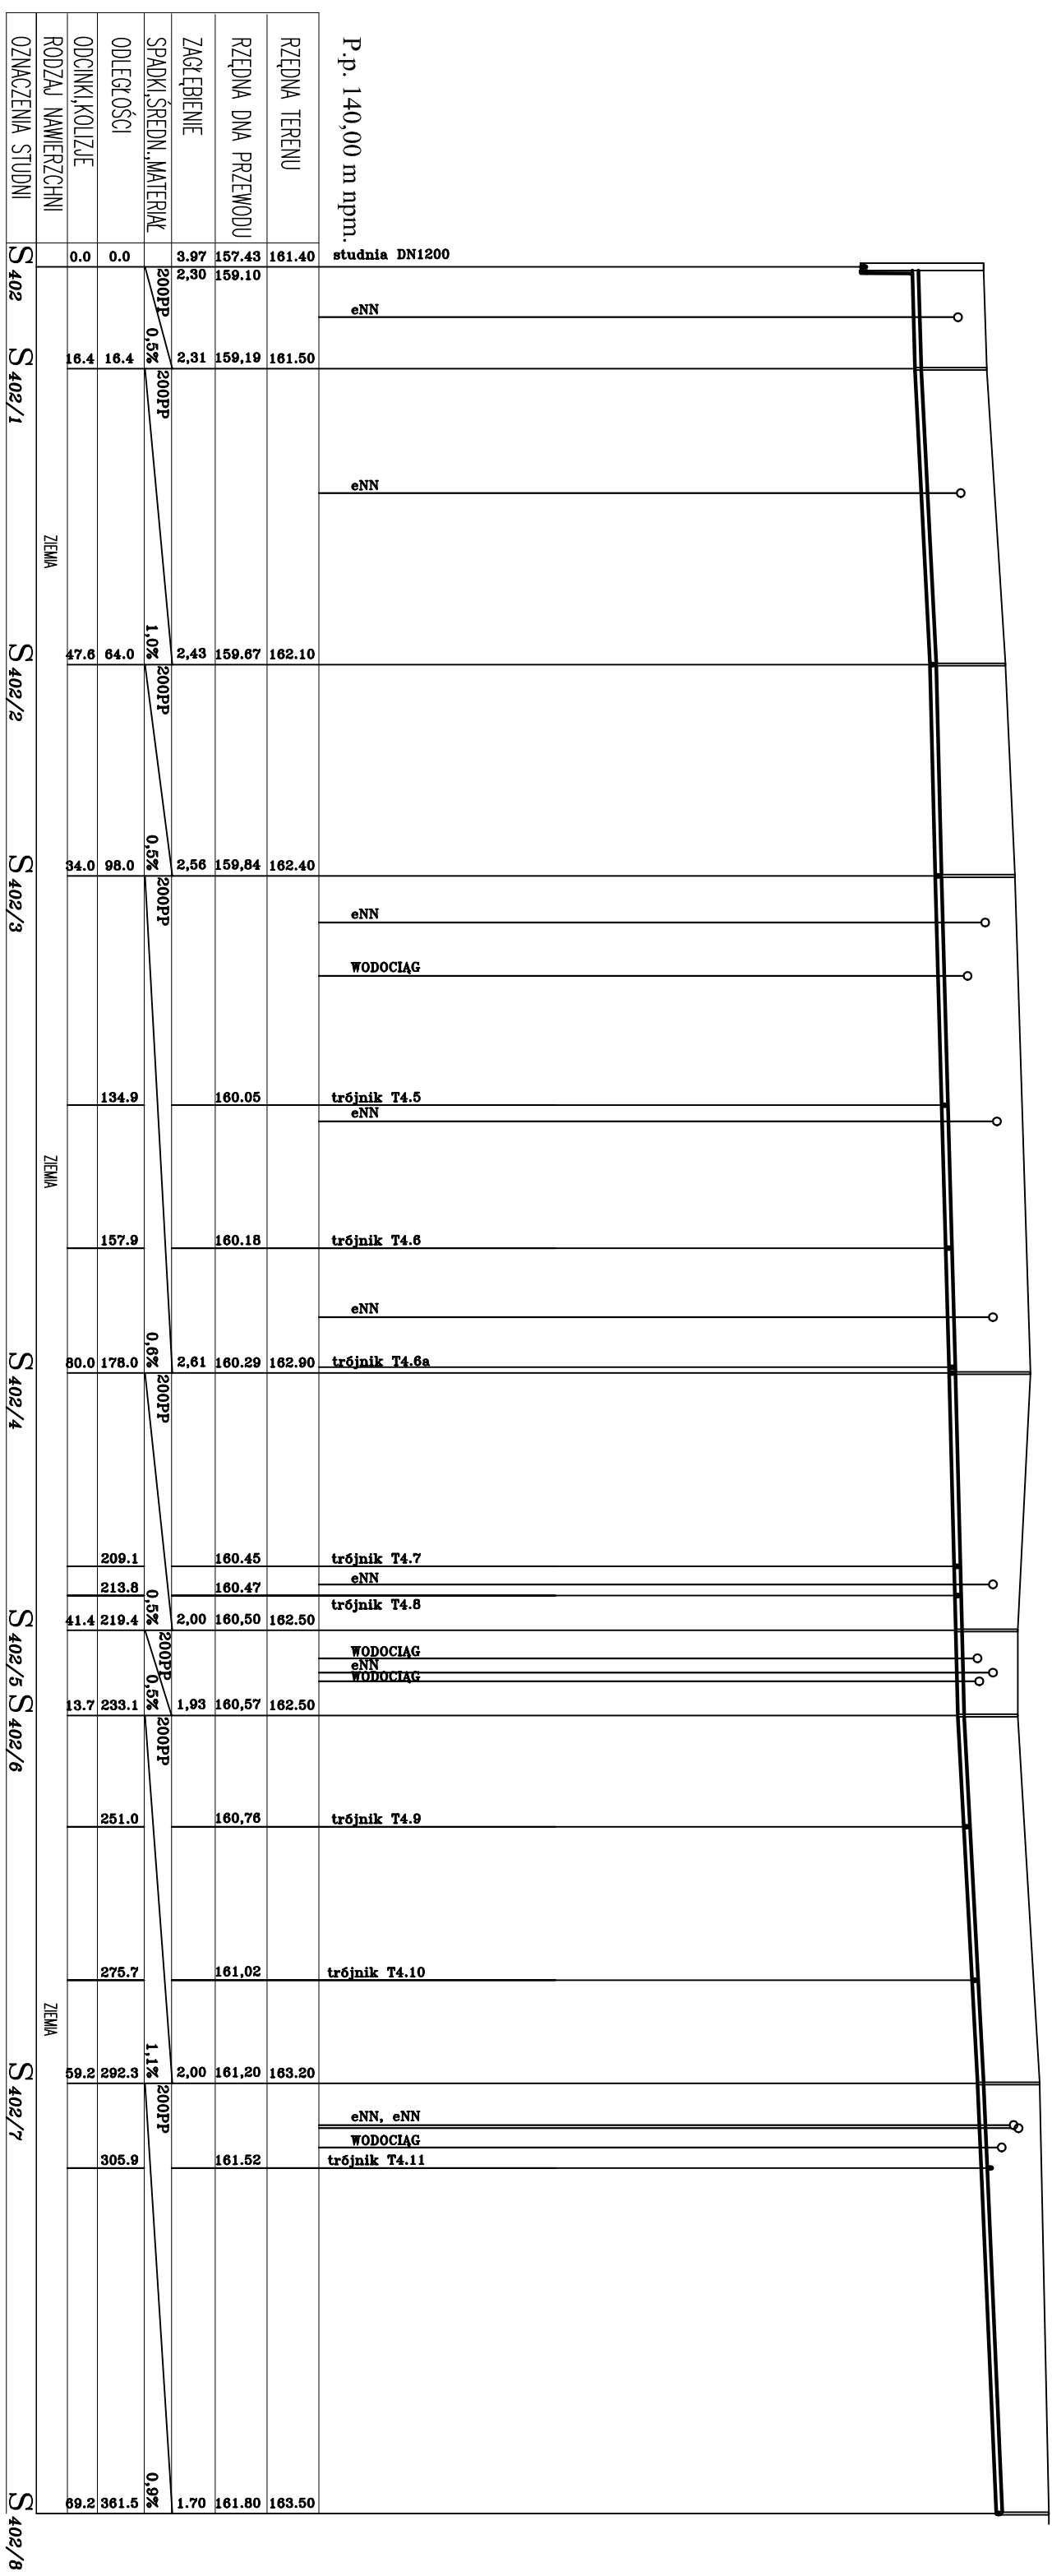 P.p. 140,00 m npm.
RZĘDNA TERENU
RZĘDNA DNA PRZEWODU
ZAGŁĘBIENIE
SPADKI,ŚREDN.,MATERIAŁ
ODLEGŁOŚCI
ODCINKI,KOLIZJE
RODZAJ NAWIERZCHNI
OZNACZENIA STUDNI
S 402 0.0 0.0 3.97 157.43 161.40 studnia DN1200
200PP 2,30 159.10
eNN
S 402/1 16.4 16.4 0,5% 2,31 159,19 161.50
200PP
eNN
ZIEMIA
S 402/2 47.6 64.0 1,0% 2,43 159.67 162.10
200PP
S 402/3 34.0 98.0 0,5% 2,56 159,84 162.40
200PP
eNN
WODOCIĄG
134.9 160.05 trójnik T4.5
eNN
ZIEMIA
157.9 160.18 trójnik T4.6
eNN
S 402/4 80.0 178.0 0,6% 2,61 160.29 162.90 trójnik T4.6a
200PP
209.1 160.45 trójnik T4.7
eNN
213.8 160.47 trójnik T4.8
S 402/5 41.4 219.4 0,5% 2,00 160,50 162.50
200PP
WODOCIĄG
eNN
WODOCIĄG
S 402/6 13.7 233.1 0,5% 1,93 160,57 162.50
200PP
251.0 160,76 trójnik T4.9
275.7 161,02 trójnik T4.10
ZIEMIA
S 402/7 59.2 292.3 1,1% 2,00 161,20 163.20
200PP
eNN, eNN
WODOCIĄG
305.9 161.52 trójnik T4.11
S 402/8 69.2 361.5 0,9% 1.70 161.80 163.50